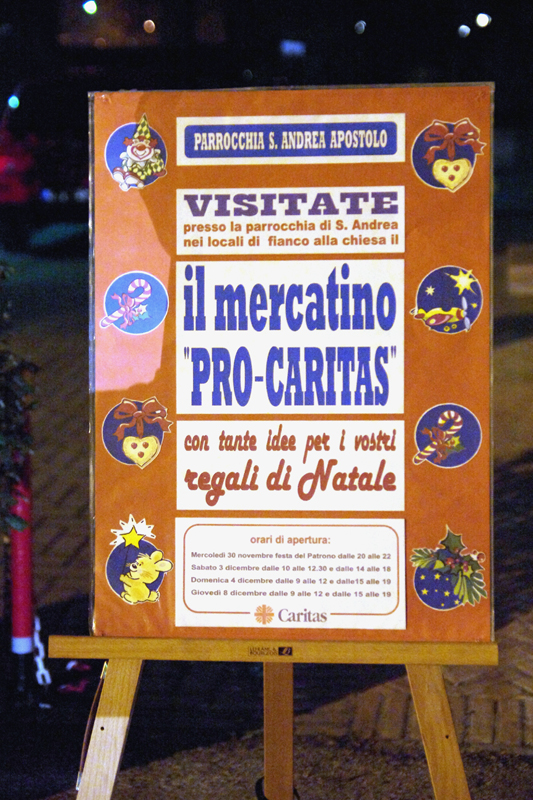 PARROCCHIA S. ANDREA APOSTOLO
VISITATE
presso la parrocchia di S. Andrea
nei locali di fianco alla chiesa il
il mercatino
"PRO-CARITAS"
con tante idee per i vostri
regali di Natale
orari di apertura:
Mercoledì 30 novembre festa del Patrono dalle 20 alle 22
Sabato 3 dicembre dalle 10 alle 12.30 e dalle 14 alle 18
Domenica 4 dicembre dalle 9 alle 12 e dalle15 alle 19
Giovedì 8 dicembre dalle 9 alle 12 e dalle 15 alle 19
Caritas